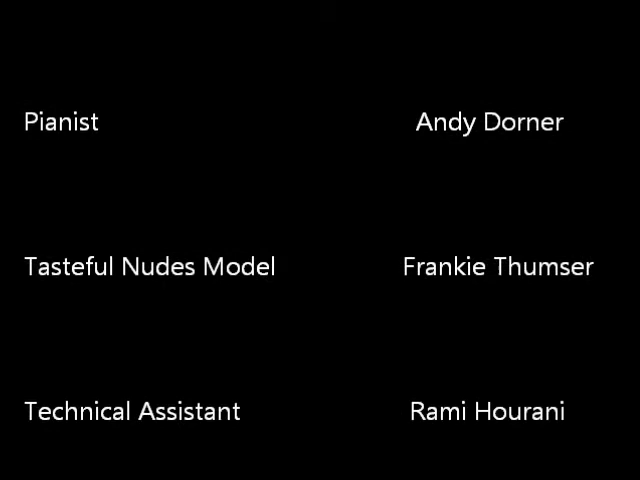 Pianist Andy Dorner
Tasteful Nudes Model Frankie Thumser
Technical Assistant Rami Hourani